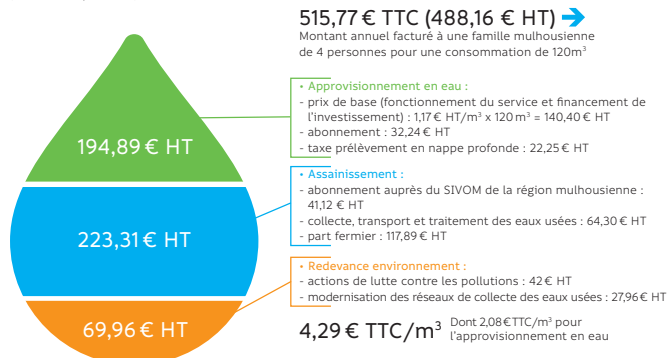 515,77 € TTC (488,16 € HT)
Montant annuel facturé à une famille mulhousienne
de 4 personnes pour une consommation de 120m³
194,89 € HT
• Approvisionnement en eau :
- prix de base (fonctionnement du service et financement de
l'investissement) : 1,17 € HT/m³ x 120 m³ = 140,40 € HT
- abonnement : 32,24 € HT
- taxe prélèvement en nappe profonde : 22,25 € HT
223,31 € HT
• Assainissement :
- abonnement auprès du SIVOM de la région mulhousienne :
41,12 € HT
- collecte, transport et traitement des eaux usées : 64,30 € HT
- part fermier : 117,89 € HT
69,96 € HT
• Redevance environnement :
- actions de lutte contre les pollutions : 42 € HT
- modernisation des réseaux de collecte des eaux usées : 27,96 € HT
4,29 € TTC/m³
Dont 2,08 € TTC/m³ pour
l'approvisionnement en eau